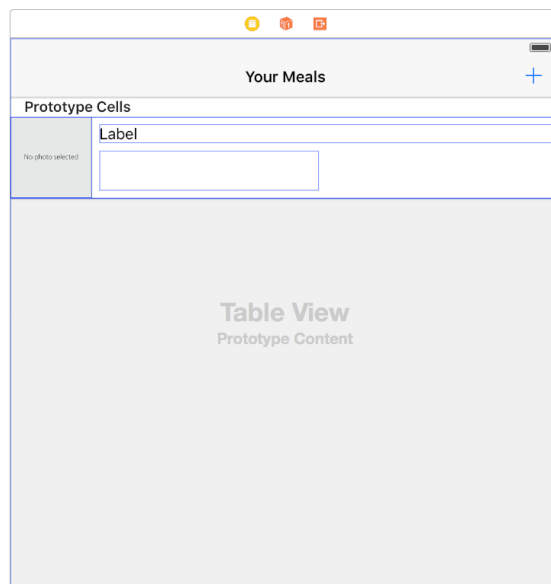 Your Meals
Prototype Cells
No photo selected
Label
Table View
Prototype Content